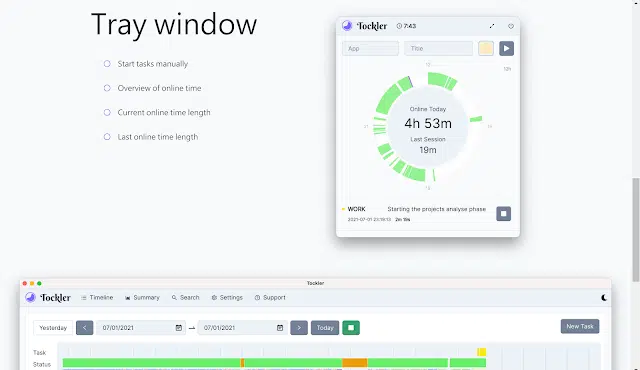 Tray window
Start tasks manually
Overview of online time
Current online time length
Last online time length
Tockler
7:43
App
Title
12h
Online Today
4h 53m
Last Session
19m
WORK
Starting the projects analyse phase
2021-07-01 23:19:13 2m 19s
Tockler
Tockler
Timeline
Summary
Search
Settings
Support
Yesterday
<
07/01/2021
07/01/2021
>
Today
New Task
Task
Status